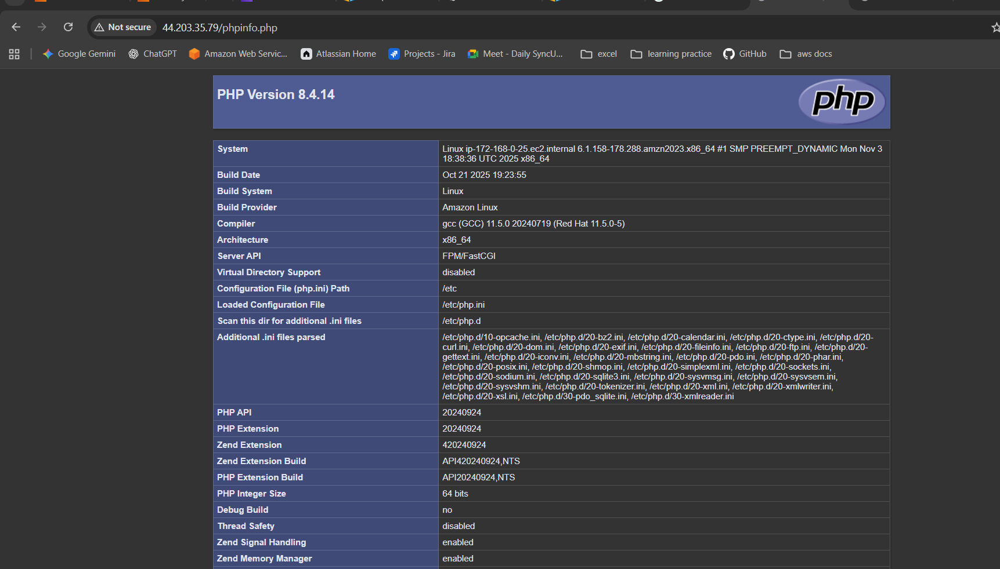 Not secure 44.203.35.79/phpinfo.php
Google Gemini ChatGPT Amazon Web Servic... Atlassian Home Projects - Jira Meet - Daily SyncU... excel learning practice GitHub aws docs
PHP Version 8.4.14
php
System Linux ip-172-168-0-25.ec2.internal 6.1.158-178.288.amzn2023.x86_64 #1 SMP PREEMPT_DYNAMIC Mon Nov 3
18:38:36 UTC 2025 x86_64
Build Date Oct 21 2025 19:23:55
Build System Linux
Build Provider Amazon Linux
Compiler gcc (GCC) 11.5.0 20240719 (Red Hat 11.5.0-5)
Architecture x86_64
Server API FPM/FastCGI
Virtual Directory Support disabled
Configuration File (php.ini) Path /etc
Loaded Configuration File /etc/php.ini
Scan this dir for additional .ini files /etc/php.d
Additional .ini files parsed /etc/php.d/10-opcache.ini, /etc/php.d/20-bz2.ini, /etc/php.d/20-calendar.ini, /etc/php.d/20-ctype.ini, /etc/php.d/20-
curl.ini, /etc/php.d/20-dom.ini, /etc/php.d/20-exif.ini, /etc/php.d/20-fileinfo.ini, /etc/php.d/20-ftp.ini, /etc/php.d/20-
gettext.ini, /etc/php.d/20-iconv.ini, /etc/php.d/20-mbstring.ini, /etc/php.d/20-pdo.ini, /etc/php.d/20-phar.ini,
/etc/php.d/20-posix.ini, /etc/php.d/20-shmop.ini, /etc/php.d/20-simplexml.ini, /etc/php.d/20-sockets.ini,
/etc/php.d/20-sodium.ini, /etc/php.d/20-sqlite3.ini, /etc/php.d/20-sysvmsg.ini, /etc/php.d/20-sysvsem.ini,
/etc/php.d/20-sysvshm.ini, /etc/php.d/20-tokenizer.ini, /etc/php.d/20-xml.ini, /etc/php.d/20-xmlwriter.ini,
/etc/php.d/20-xsl.ini, /etc/php.d/30-pdo_sqlite.ini, /etc/php.d/30-xmlreader.ini
PHP API 20240924
PHP Extension 20240924
Zend Extension 420240924
Zend Extension Build API420240924,NTS
PHP Extension Build API20240924,NTS
PHP Integer Size 64 bits
Debug Build no
Thread Safety disabled
Zend Signal Handling enabled
Zend Memory Manager enabled